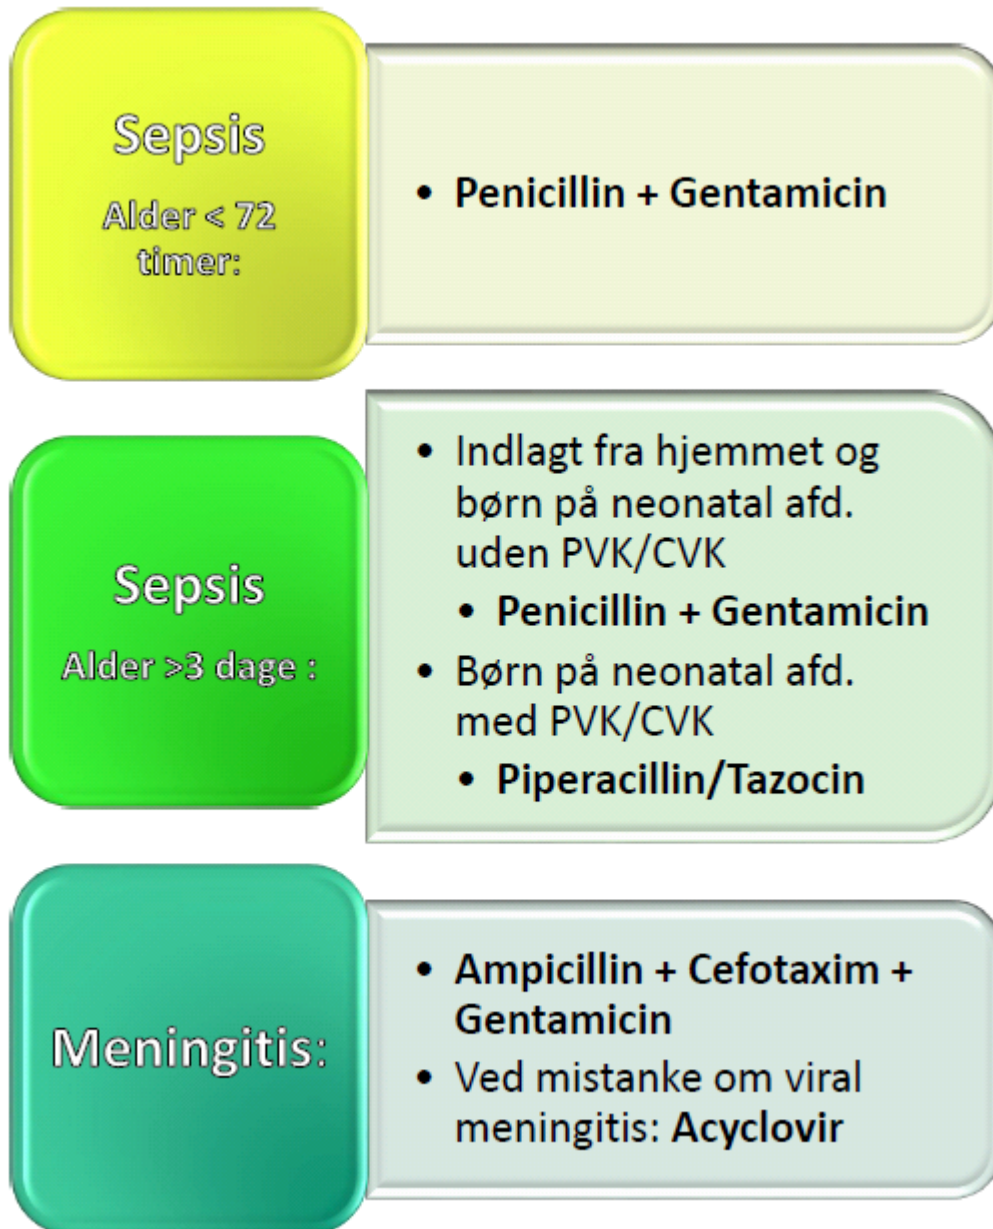 Sepsis
Alder < 72
timer:
• Penicillin + Gentamicin
Sepsis
Alder >3 dage :
• Indlagt fra hjemmet og
børn på neonatal afd.
uden PVK/CVK
• Penicillin + Gentamicin
• Børn på neonatal afd.
med PVK/CVK
• Piperacillin/Tazocin
Meningitis:
• Ampicillin + Cefotaxim +
Gentamicin
• Ved mistanke om viral
meningitis: Acyclovir